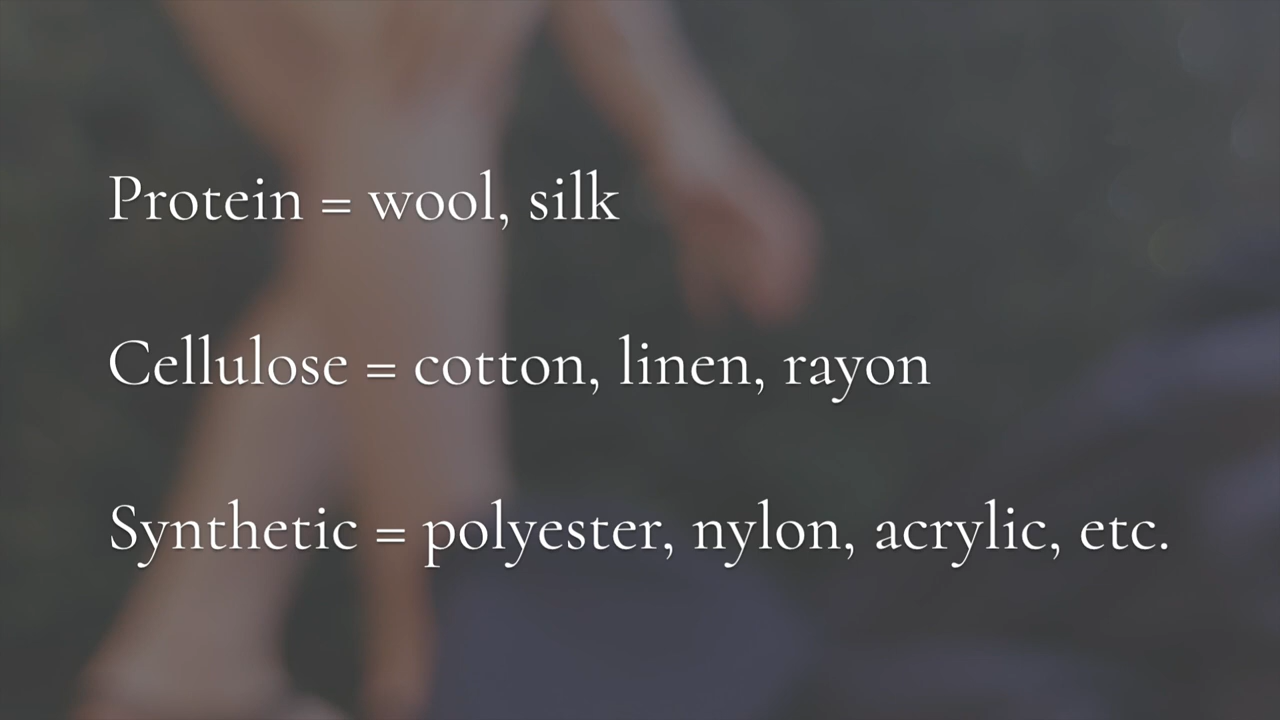 Protein = wool, silk
Cellulose = cotton, linen, rayon
Synthetic = polyester, nylon, acrylic, etc.